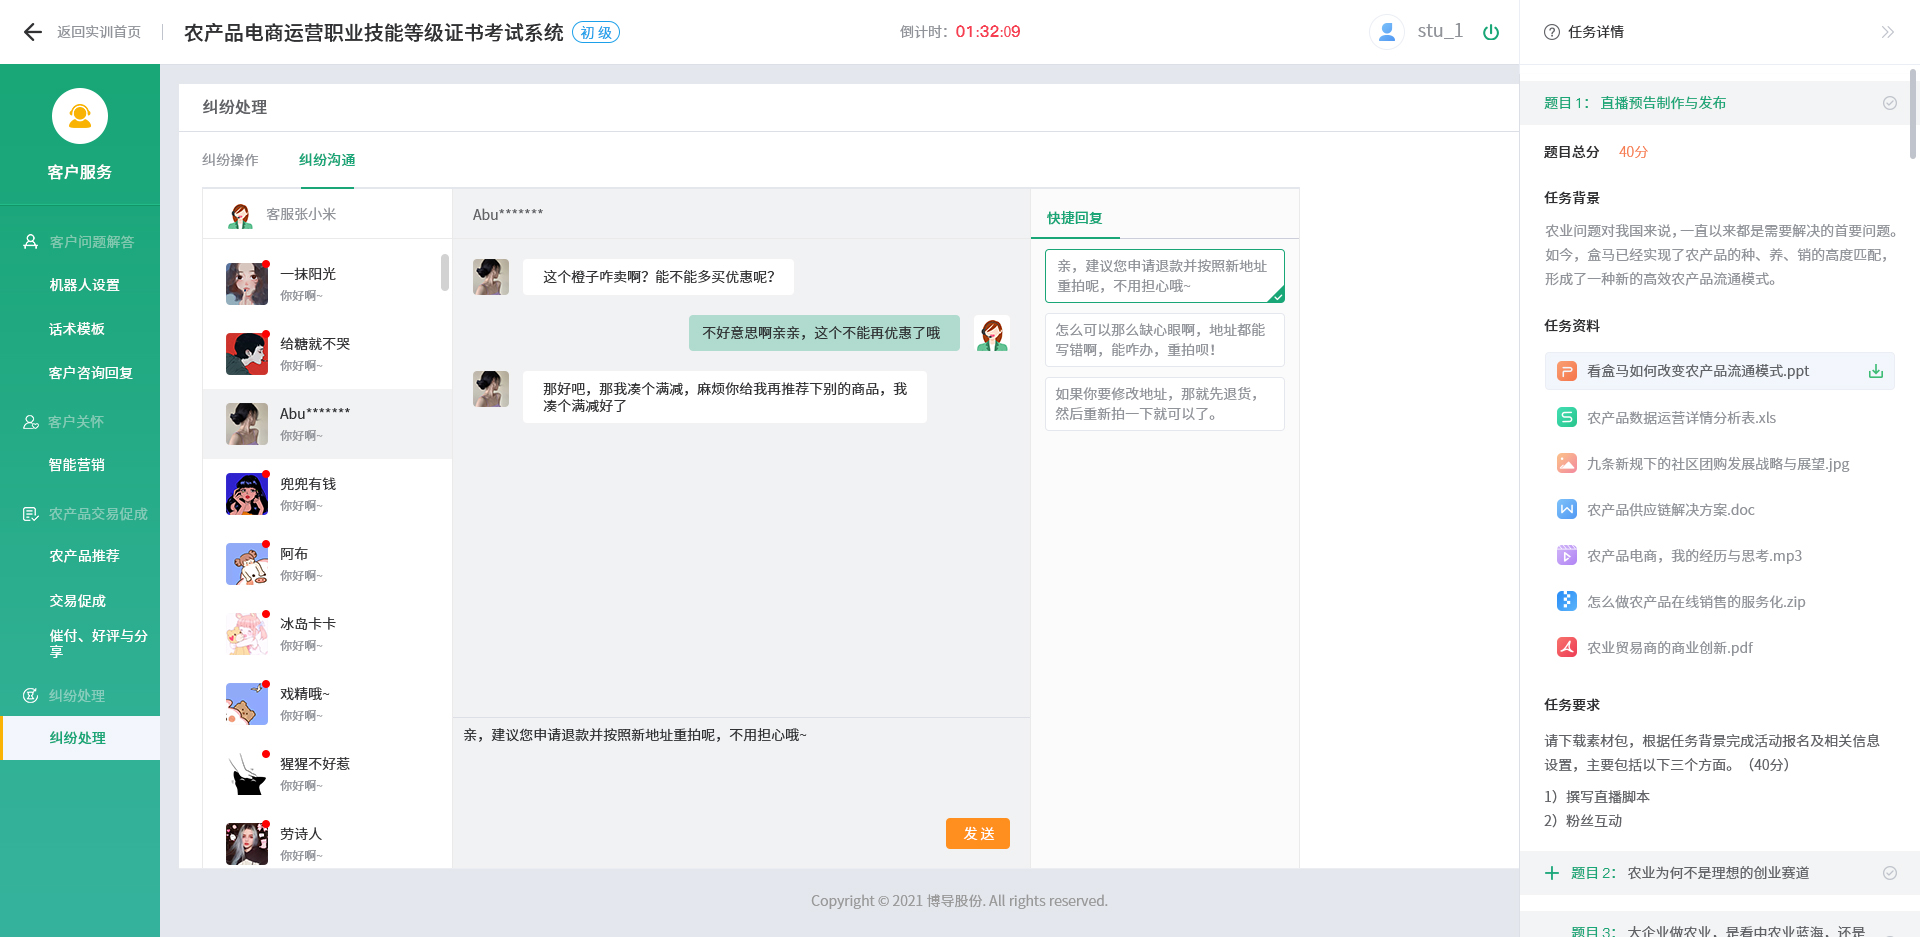 返回实训首页
农产品电商运营职业技能等级证书考试系统
初 级
倒计时：01:32:09
stu_1
任务详情
客户服务
客户问题解答
机器人设置
话术模板
客户咨询回复
客户关怀
智能营销
农产品交易促成
农产品推荐
交易促成
催付、好评与分
享
纠纷处理
纠纷处理
纠纷处理
纠纷操作
纠纷沟通
客服张小米
一抹阳光
你好啊~
给糖就不哭
你好啊~
Abu*******
你好啊~
兜兜有钱
你好啊~
阿布
你好啊~
冰岛卡卡
你好啊~
戏精哦~
你好啊~
猩猩不好惹
你好啊~
劳诗人
你好啊~
Abu*******
这个橙子咋卖啊？能不能多买优惠呢？
不好意思啊亲亲，这个不能再优惠了哦
那好吧，那我凑个满减，麻烦你给我再推荐下别的商品，我
凑个满减好了
亲，建议您申请退款并按照新地址重拍呢，不用担心哦~
发 送
快捷回复
亲，建议您申请退款并按照新地址
重拍呢，不用担心哦~
怎么可以那么缺心眼啊，地址都能
写错啊，能咋办，重拍呗！
如果你要修改地址，那就先退货，
然后重新拍一下就可以了。
Copyright © 2021 博导股份. All rights reserved.
题目 1： 直播预告制作与发布
题目总分 40分
任务背景
农业问题对我国来说，一直以来都是需要解决的首要问题。
如今，盒马已经实现了农产品的种、养、销的高度匹配，
形成了一种新的高效农产品流通模式。
任务资料
看盒马如何改变农产品流通模式.ppt
农产品数据运营详情分析表.xls
九条新规下的社区团购发展战略与展望.jpg
农产品供应链解决方案.doc
农产品电商，我的经历与思考.mp3
怎么做农产品在线销售的服务化.zip
农业贸易商的商业创新.pdf
任务要求
请下载素材包，根据任务背景完成活动报名及相关信息
设置，主要包括以下三个方面。（40分）
1）撰写直播脚本
2）粉丝互动
题目 2： 农业为何不是理想的创业赛道
题目 3： 大企业做农业，是看中农业蓝海，还是